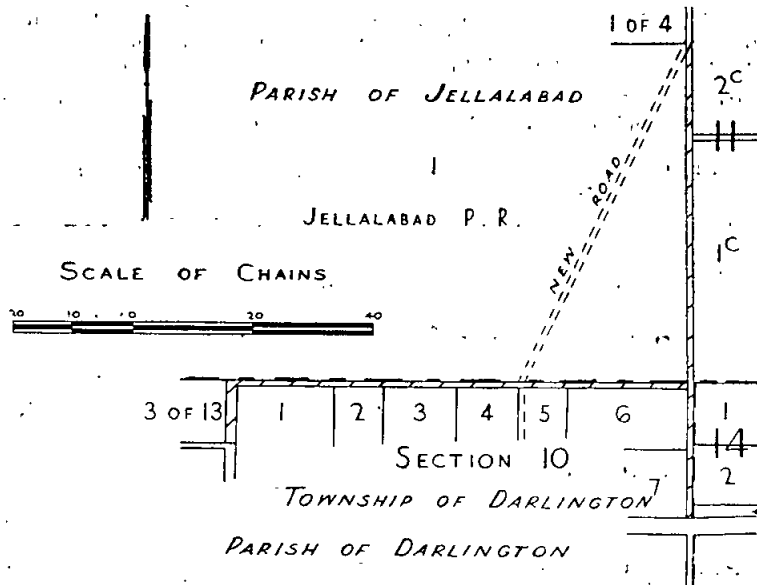 1 OF 4
2C
PARISH OF JELLALABAD
1
JELLALABAD P. R.
NEW ROAD
1C
SCALE OF CHAINS
20 10 0 20 40
3 OF 13 1 2 3 4 5 6 1
SECTION 10
14
7 2
TOWNSHIP OF DARLINGTON
PARISH OF DARLINGTON